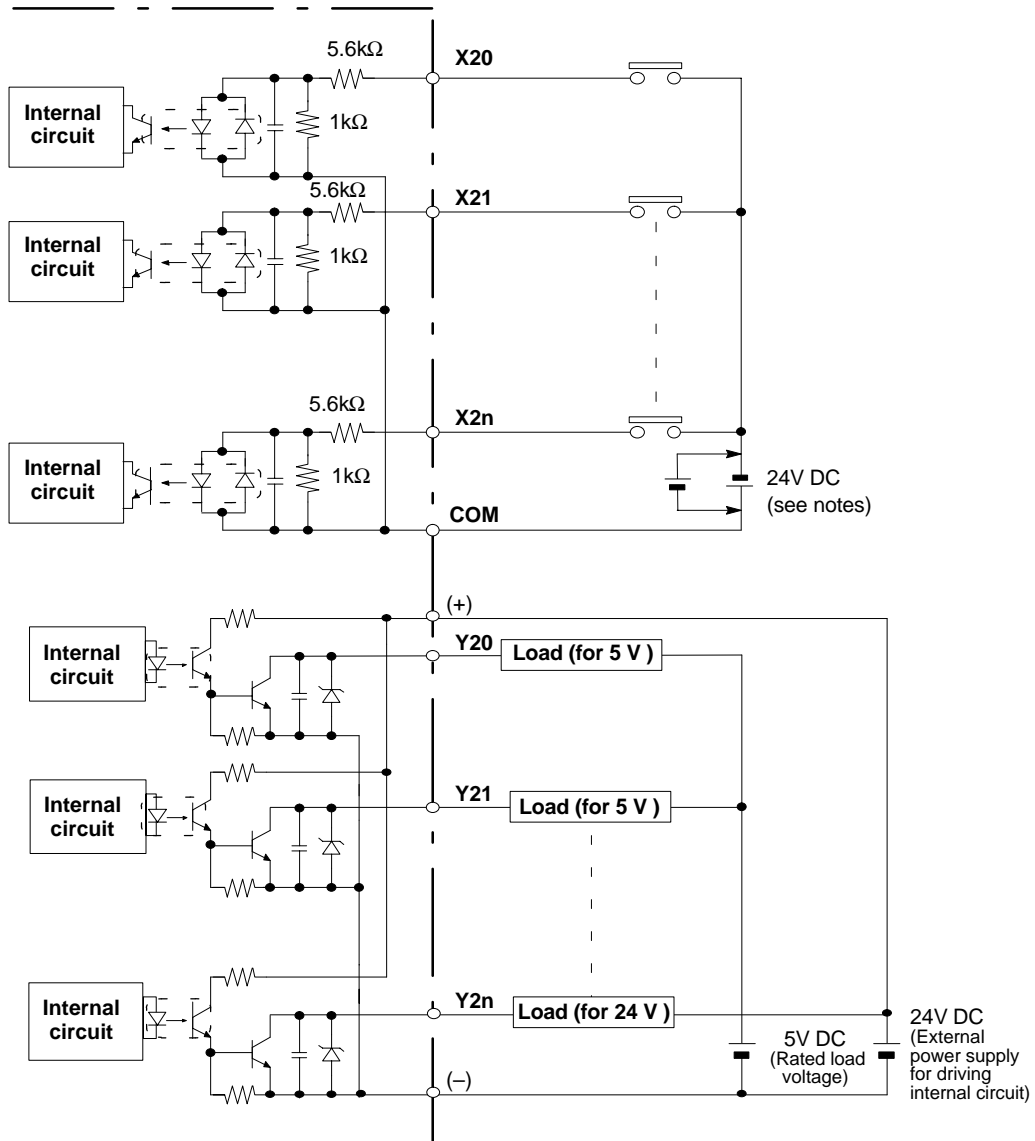 5.6kΩ
X20
Internal
circuit
1kΩ
5.6kΩ
X21
Internal
circuit
1kΩ
5.6kΩ
X2n
Internal
circuit
1kΩ
24V DC
(see notes)
COM
(+)
Y20
Load (for 5 V )
Internal
circuit
Y21
Load (for 5 V )
Internal
circuit
Y2n
Load (for 24 V )
Internal
circuit
5V DC
(Rated load
voltage)
24V DC
(External
power supply
for driving
internal circuit)
(–)